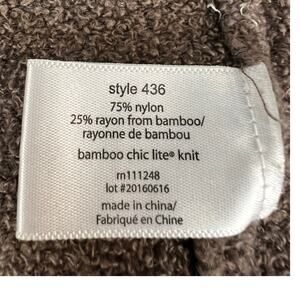 style 436
75% nylon
25% rayon from bamboo/
rayonne de bambou
bamboo chic lite® knit
rn111248
lot #20160616
made in china/
Fabriqué en Chine